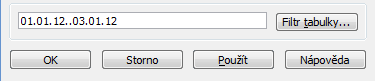 01.01.12..03.01.12 Filtr tabulky...
OK Storno Použít Nápověda